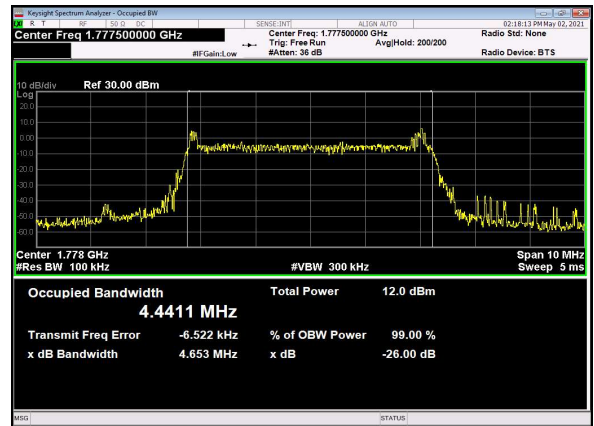 Keysight Spectrum Analyzer - Occupied BW
R T RF 50 Ω DC SENSE:INT ALIGN AUTO 02:18:13 PM May 02, 2021
Center Freq 1.777500000 GHz Center Freq: 1.777500000 GHz Radio Std: None
Trig: Free Run Avg|Hold: 200/200
#IFGain:Low #Atten: 36 dB Radio Device: BTS
10 dB/div Ref 30.00 dBm
Log
20.0
10.0
0.00
-10.0
-20.0
-30.0
-40.0
-50.0
-60.0
Center 1.778 GHz Span 10 MHz
#Res BW 100 kHz #VBW 300 kHz Sweep 5 ms
Occupied Bandwidth Total Power 12.0 dBm
4.4411 MHz
Transmit Freq Error -6.522 kHz % of OBW Power 99.00 %
x dB Bandwidth 4.653 MHz x dB -26.00 dB
MSG STATUS